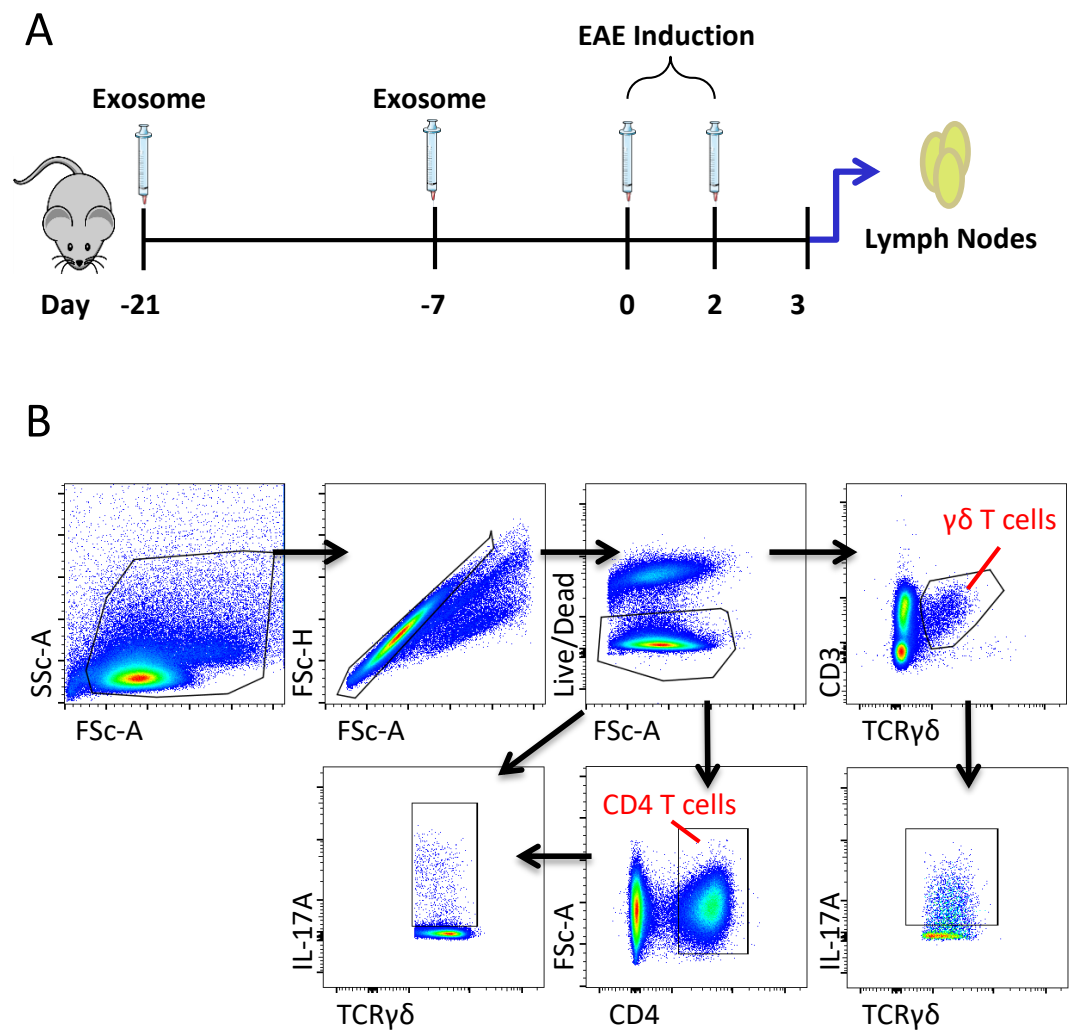 A
EAE Induction
Exosome
Exosome
Lymph Nodes
Day
-21
-7
0
2
3
B
SSc-A
FSc-A
FSc-H
FSc-A
Live/Dead
FSc-A
γδ T cells
CD3
TCRγδ
IL-17A
TCRγδ
CD4 T cells
FSc-A
CD4
IL-17A
TCRγδ